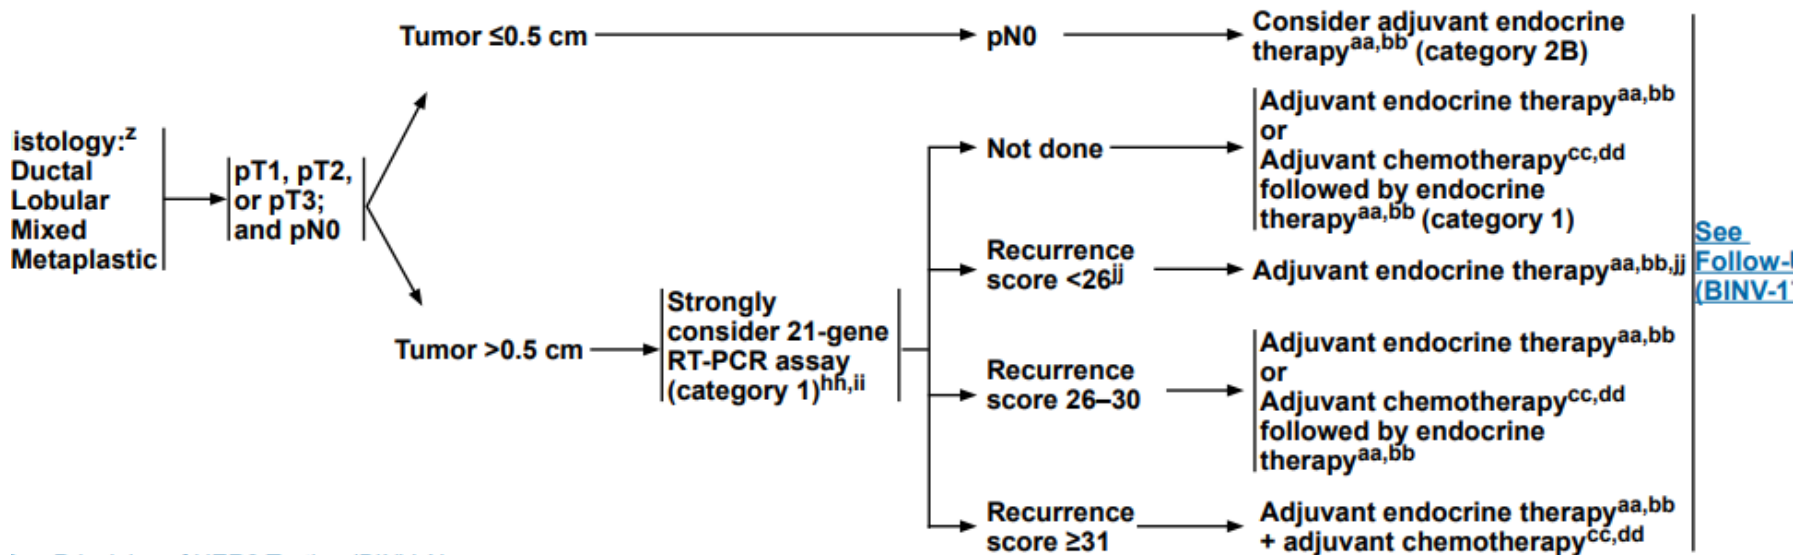 Tumor ≤0.5 cm
pN0
Consider adjuvant endocrine
therapyaa,bb (category 2B)
istology:z
Ductal
Lobular
Mixed
Metaplastic
pT1, pT2,
or pT3;
and pN0
Tumor >0.5 cm
Strongly
consider 21-gene
RT-PCR assay
(category 1)hh,ii
Not done
Adjuvant endocrine therapyaa,bb
or
Adjuvant chemotherapycc,dd
followed by endocrine
therapyaa,bb (category 1)
Recurrence
score <26jj
Adjuvant endocrine therapyaa,bb,jj
Recurrence
score 26–30
Adjuvant endocrine therapyaa,bb
or
Adjuvant chemotherapycc,dd
followed by endocrine
therapyaa,bb
Recurrence
score ≥31
Adjuvant endocrine therapyaa,bb
+ adjuvant chemotherapycc,dd
See
Follow-
(BINV-1